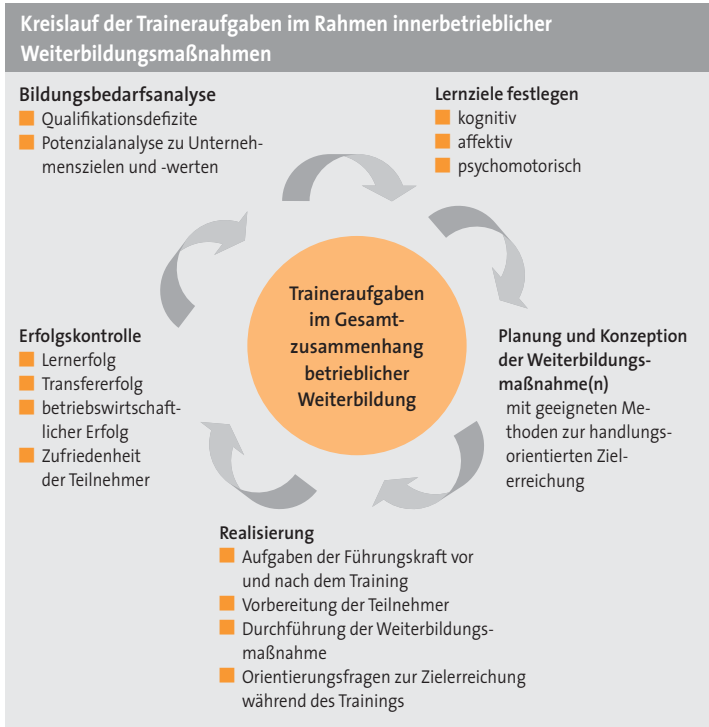 Kreislauf der Traineraufgaben im Rahmen innerbetrieblicher
Weiterbildungsmaßnahmen
Bildungsbedarfsanalyse
Qualifikationsdefizite
Potenzialanalyse zu Unterneh-
menszielen und -werten
Lernziele festlegen
kognitiv
affektiv
psychomotorisch
Traineraufgaben
im Gesamt-
zusammenhang
betrieblicher
Weiterbildung
Erfolgskontrolle
Lernerfolg
Transfererfolg
betriebswirtschaft-
licher Erfolg
Zufriedenheit
der Teilnehmer
Planung und Konzeption
der Weiterbildungs-
maßnahme(n)
mit geeigneten Me-
thoden zur handlungs-
orientierten Ziel-
erreichung
Realisierung
Aufgaben der Führungskraft vor
und nach dem Training
Vorbereitung der Teilnehmer
Durchführung der Weiterbildungs-
maßnahme
Orientierungsfragen zur Zielerreichung
während des Trainings